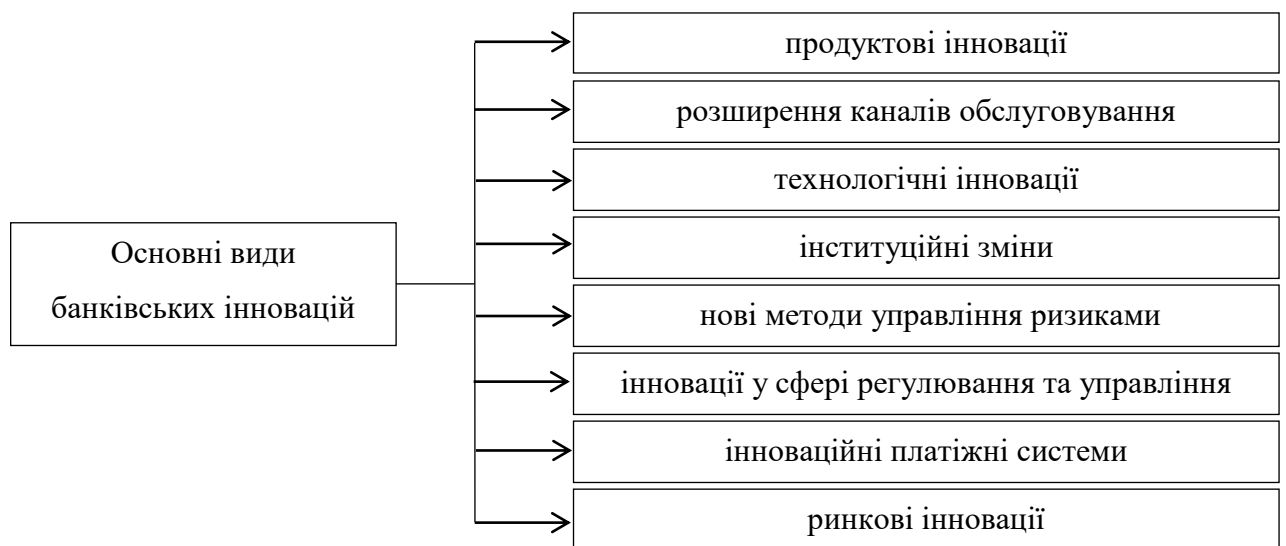 Основні види
банківських інновацій
продуктові інновації
розширення каналів обслуговування
технологічні інновації
інституційні зміни
нові методи управління ризиками
інновації у сфері регулювання та управління
інноваційні платіжні системи
ринкові інновації